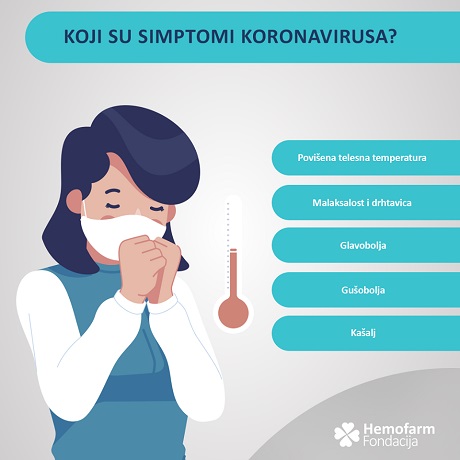 KOJI SU SIMPTOMI KORONAVIRUSA?
Povišena telesna temperatura
Malaksalost i drhtavica
Glavobolja
Gušobolja
Kašalj
Hemofarm
Fondacija